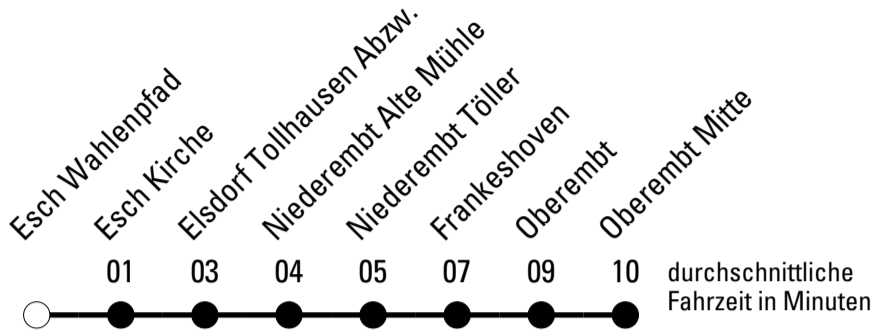 Esch Wahlenpfad
Esch Kirche
Elsdorf Tollhausen Abzw.
Niederembt Alte Mühle
Niederembt Töller
Frankeshoven
Oberembt
Oberembt Mitte
01 03 04 05 07 09 10
durchschnittliche
Fahrzeit in Minuten